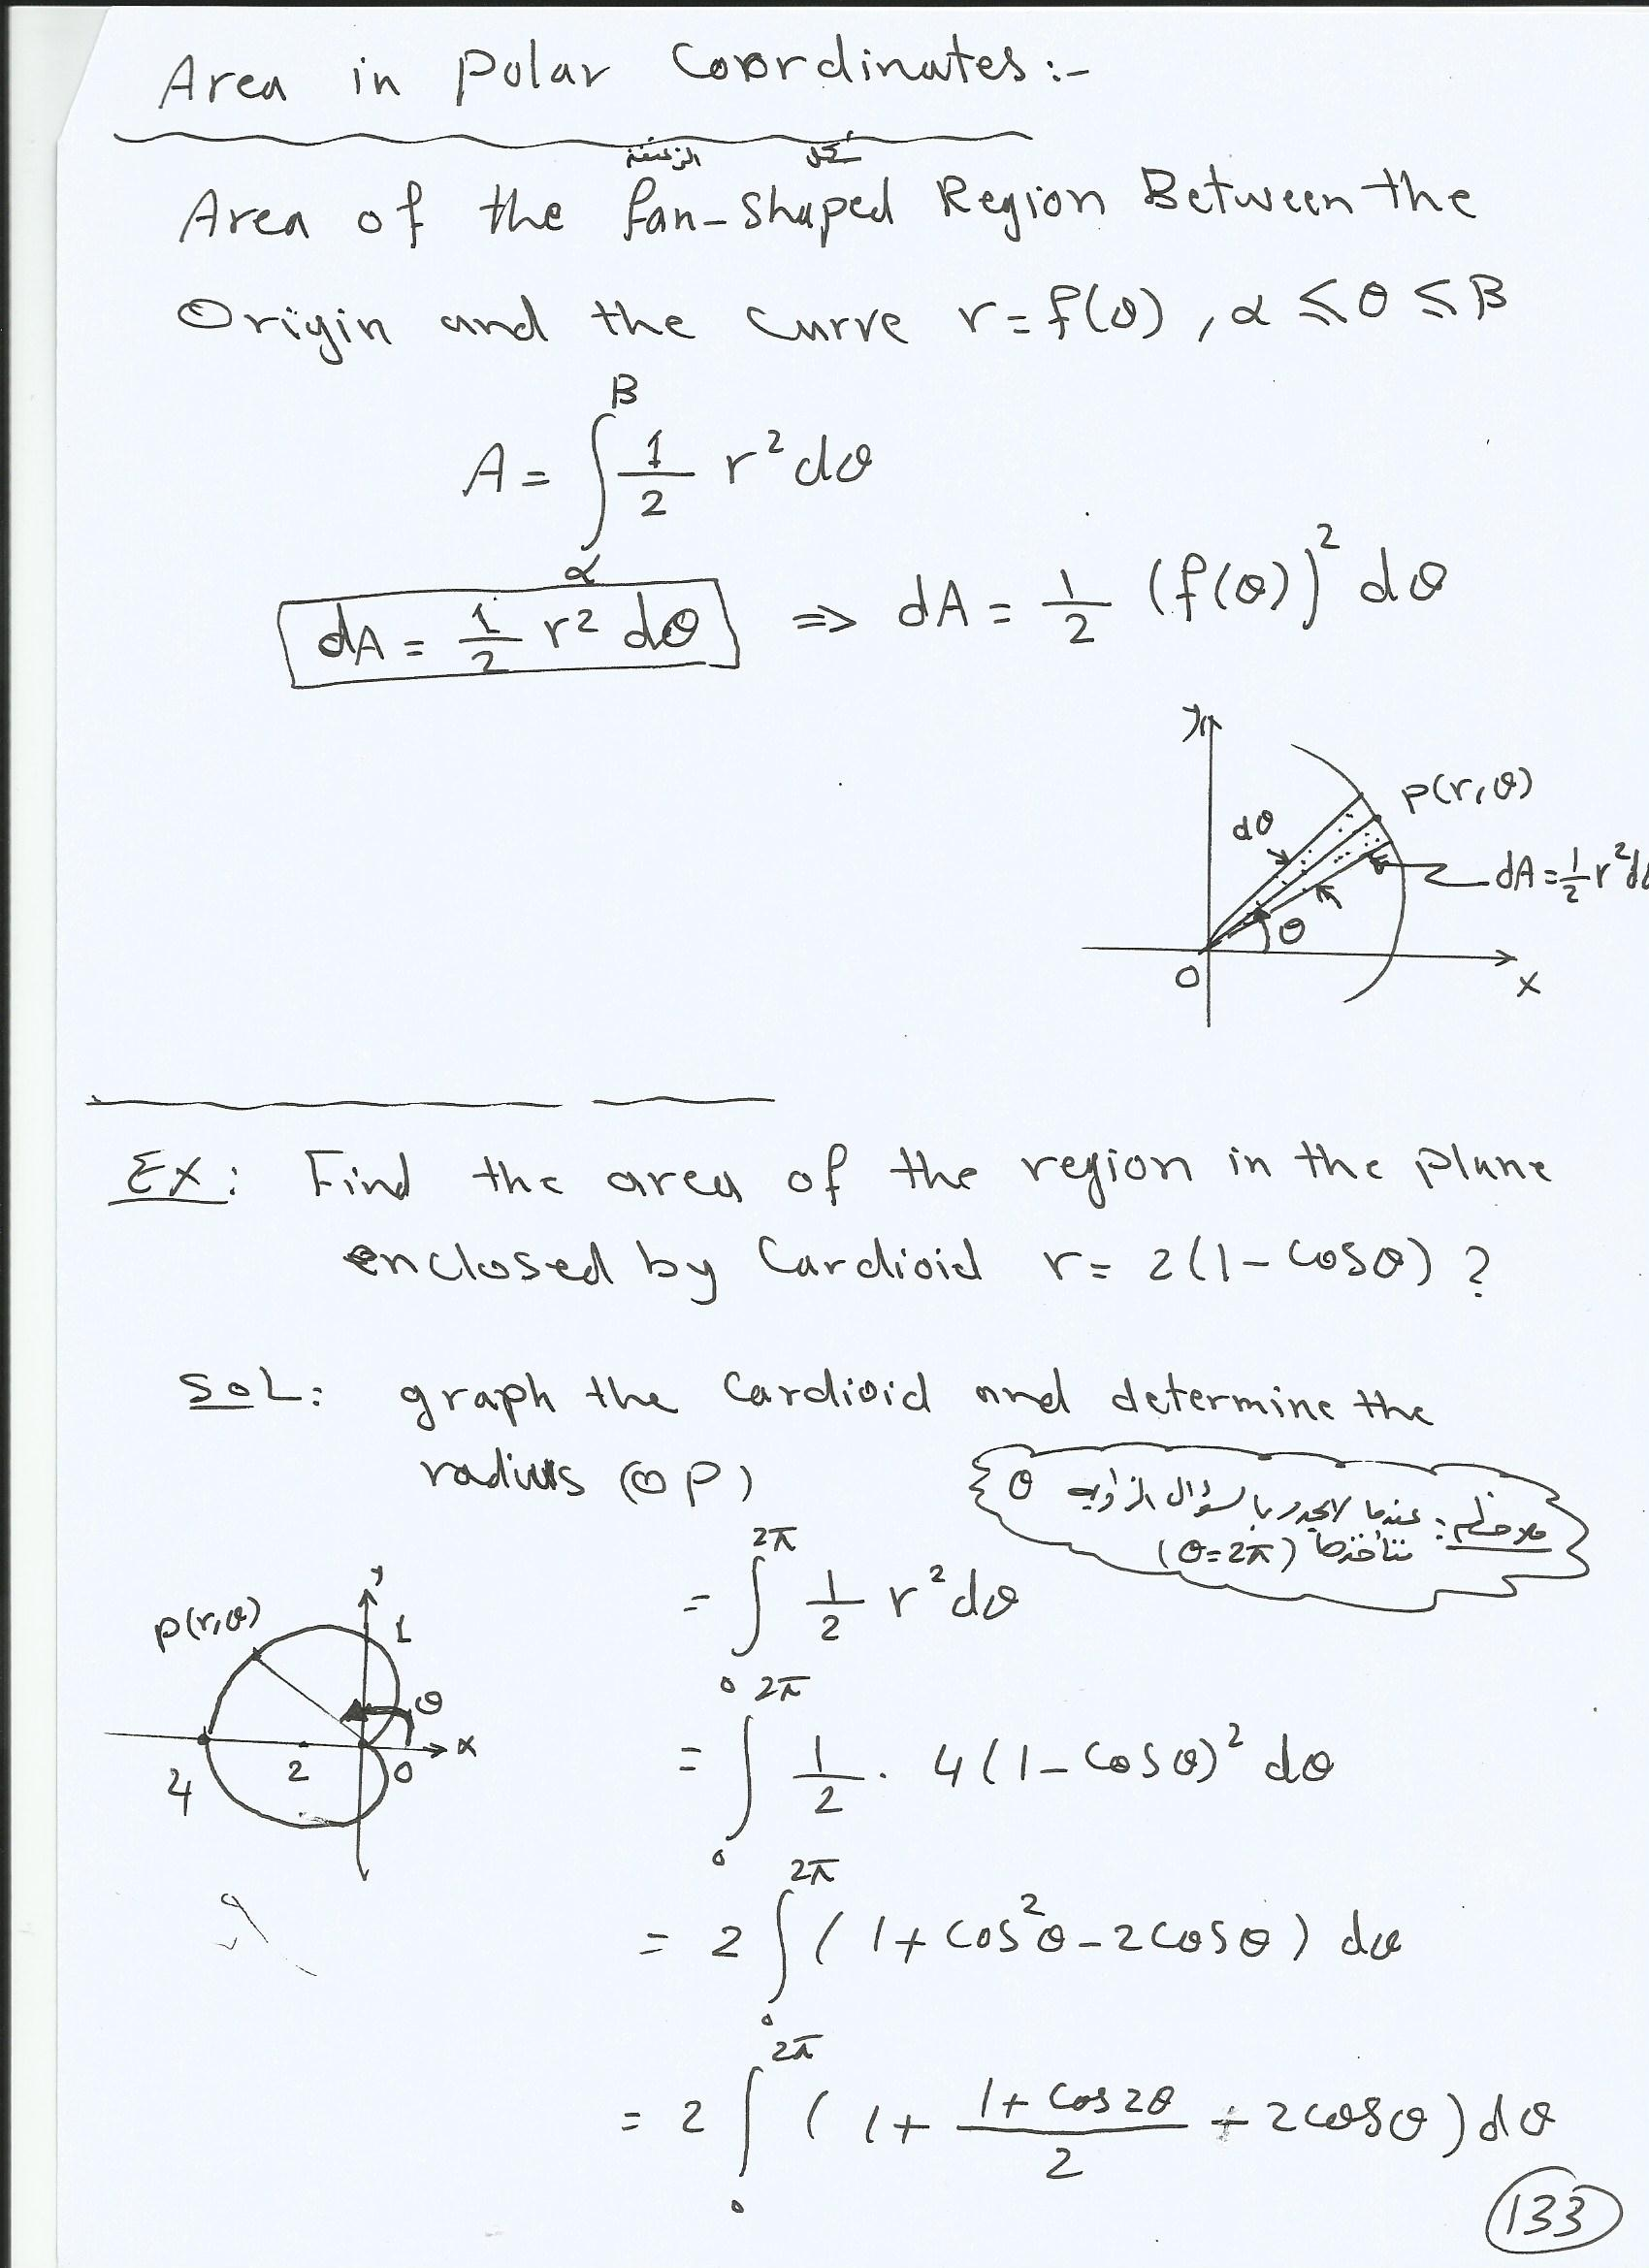 Area in Polar Coordinates :-
شكل
Area of the fan-shaped Region Between the
Origin and the curve r = f(θ) , α ≤ θ ≤ B
A = ∫_α^B 1/2 r² dθ
dA = 1/2 r² dθ ⇒ dA = 1/2 (f(θ))² dθ
y
P(r,θ)
dθ
dA = 1/2 r² d
θ
O
x
EX: Find the area of the region in the plane
enclosed by Cardioid r = 2(1 - cosθ) ?
SOL: graph the Cardioid and determine the
radius (OP)
ملاحظة: عندما لا يحدد بالسؤال الزاوية θ
نأخذها (θ=2π)
= ∫_0^2π 1/2 r² dθ
y
P(r,θ)
1
θ
x
4
2
0
= ∫_0^2π 1/2 . 4(1 - cosθ)² dθ
= 2 ∫_0^2π (1 + cos²θ - 2cosθ) dθ
= 2 ∫_0^2π (1 + (1 + cos2θ)/2 - 2cosθ) dθ
133